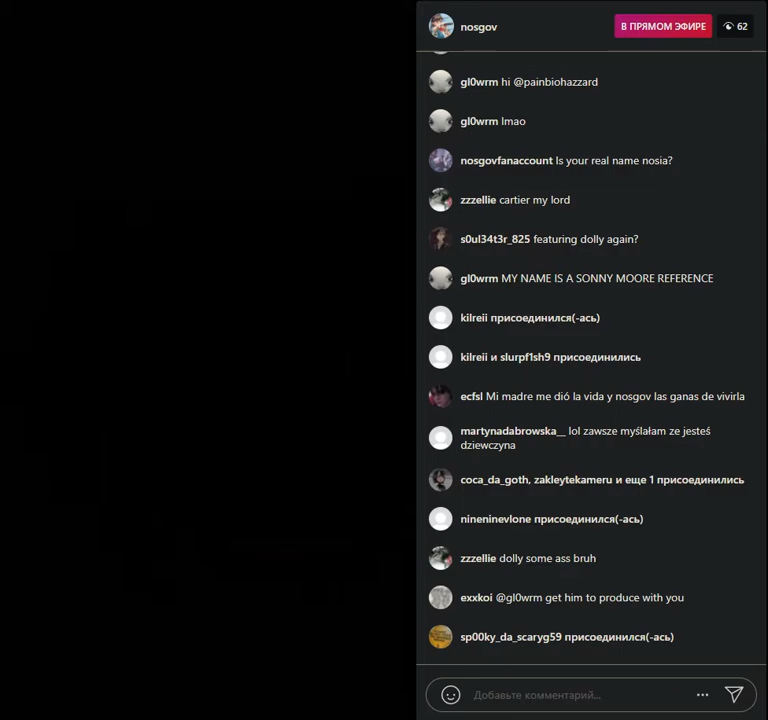 nosgov
В ПРЯМОМ ЭФИРЕ
62
gl0wrm hi @painbiohazzard
gl0wrm lmao
nosgovfanaccount Is your real name nosia?
zzzellie cartier my lord
s0ul34t3r_825 featuring dolly again?
gl0wrm MY NAME IS A SONNY MOORE REFERENCE
kilreii присоединился(-ась)
kilreii и slurpf1sh9 присоединились
ecfsl Mi madre me dió la vida y nosgov las ganas de vivirla
martynadabrowska__ lol zawsze myślałam ze jesteś
dziewczyna
coca_da_goth, zakleytekameru и еще 1 присоединились
nineninevlone присоединился(-ась)
zzzellie dolly some ass bruh
exxkoi @gl0wrm get him to produce with you
sp00ky_da_scaryg59 присоединился(-ась)
Добавьте комментарий...